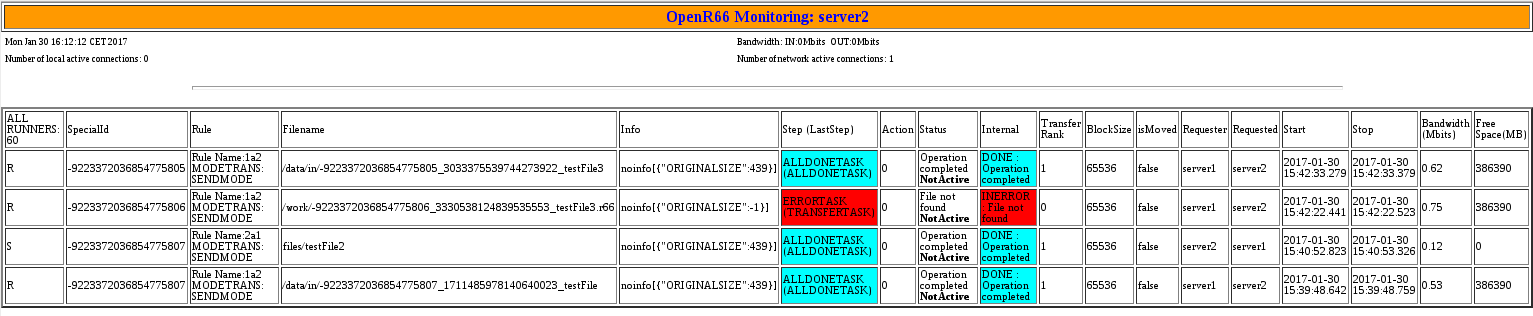 OpenR66 Monitoring: server2
Mon Jan 30 16:12:12 CET 2017
Bandwidth: IN:0Mbits OUT:0Mbits
Number of local active connections: 0
Number of network active connections: 1
ALL RUNNERS: 60 SpecialId Rule Filename Info Step (LastStep) Action Status Internal Transfer Rank BlockSize isMoved Requester Requested Start Stop Bandwidth (Mbits) Free Space(MB)
R -9223372036854775805 Rule Name:1a2 MODETRANS: SENDMODE /data/in/-9223372036854775805_3033375539744273922_testFile3 noinfo[{"ORIGINALSIZE":439}] ALLDONETASK (ALLDONETASK) 0 Operation completed NotActive DONE : Operation completed 1 65536 false server1 server2 2017-01-30 15:42:33.279 2017-01-30 15:42:33.379 0.62 386390
R -9223372036854775806 Rule Name:1a2 MODETRANS: SENDMODE /work/-9223372036854775806_3330538124839535553_testFile3.r66 noinfo[{"ORIGINALSIZE":-1}] ERRORTASK (TRANSFERTASK) 0 File not found NotActive INERROR : File not found 0 65536 false server1 server2 2017-01-30 15:42:22.441 2017-01-30 15:42:22.523 0.75 386390
S -9223372036854775807 Rule Name:2a1 MODETRANS: SENDMODE files/testFile2 noinfo[{"ORIGINALSIZE":439}] ALLDONETASK (ALLDONETASK) 0 Operation completed NotActive DONE : Operation completed 1 65536 false server2 server1 2017-01-30 15:40:52.823 2017-01-30 15:40:53.326 0.12 0
R -9223372036854775807 Rule Name:1a2 MODETRANS: SENDMODE /data/in/-9223372036854775807_1711485978140640023_testFile noinfo[{"ORIGINALSIZE":439}] ALLDONETASK (ALLDONETASK) 0 Operation completed NotActive DONE : Operation completed 1 65536 false server1 server2 2017-01-30 15:39:48.642 2017-01-30 15:39:48.759 0.53 386390